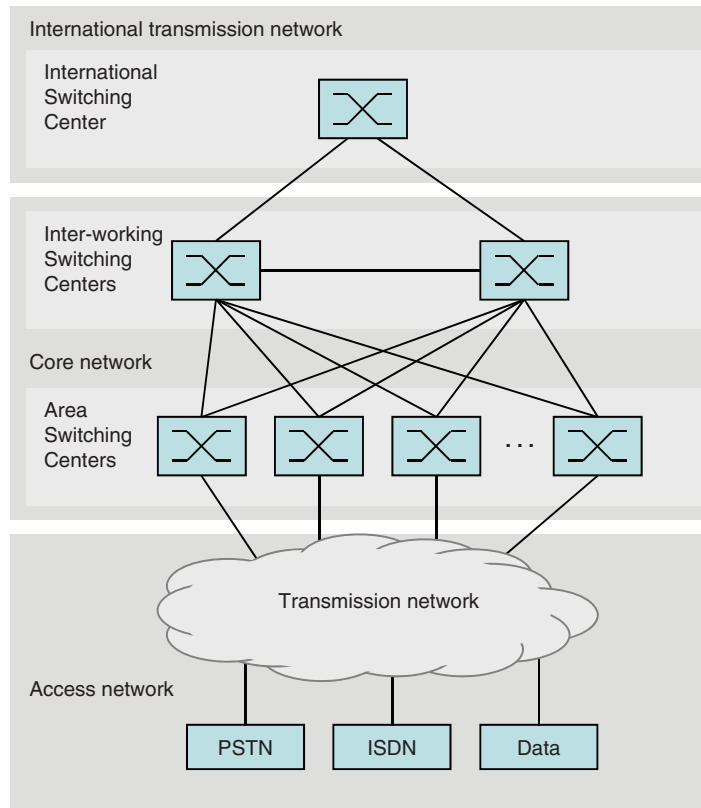 International transmission network
International
Switching
Center
Inter-working
Switching
Centers
Core network
Area
Switching
Centers
...
Transmission network
Access network
PSTN
ISDN
Data